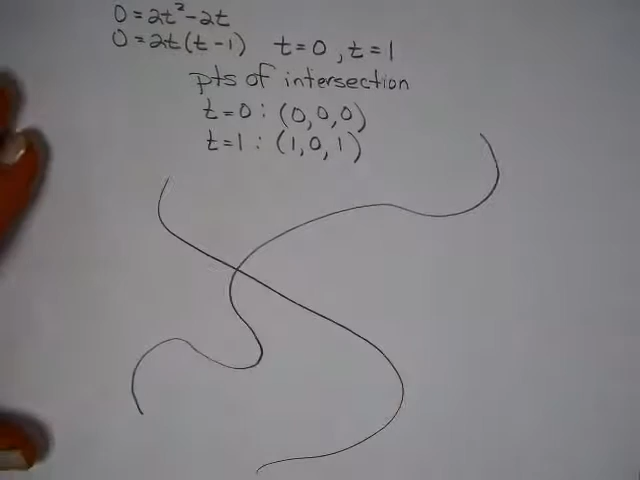 0 = 2t² - 2t
0 = 2t(t - 1) t = 0, t = 1
pts of intersection
t = 0 : (0, 0, 0)
t = 1 : (1, 0, 1)